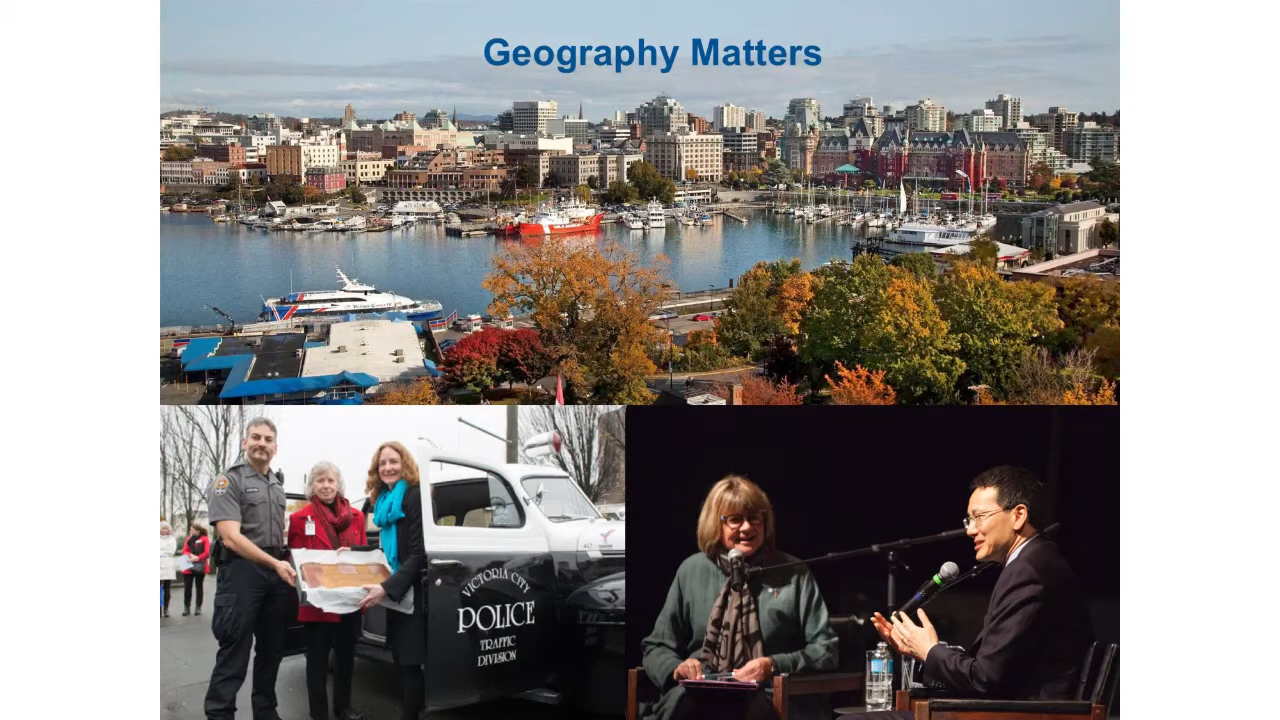 Geography Matters
VICTORIA CITY
POLICE
TRAFFIC
DIVISION